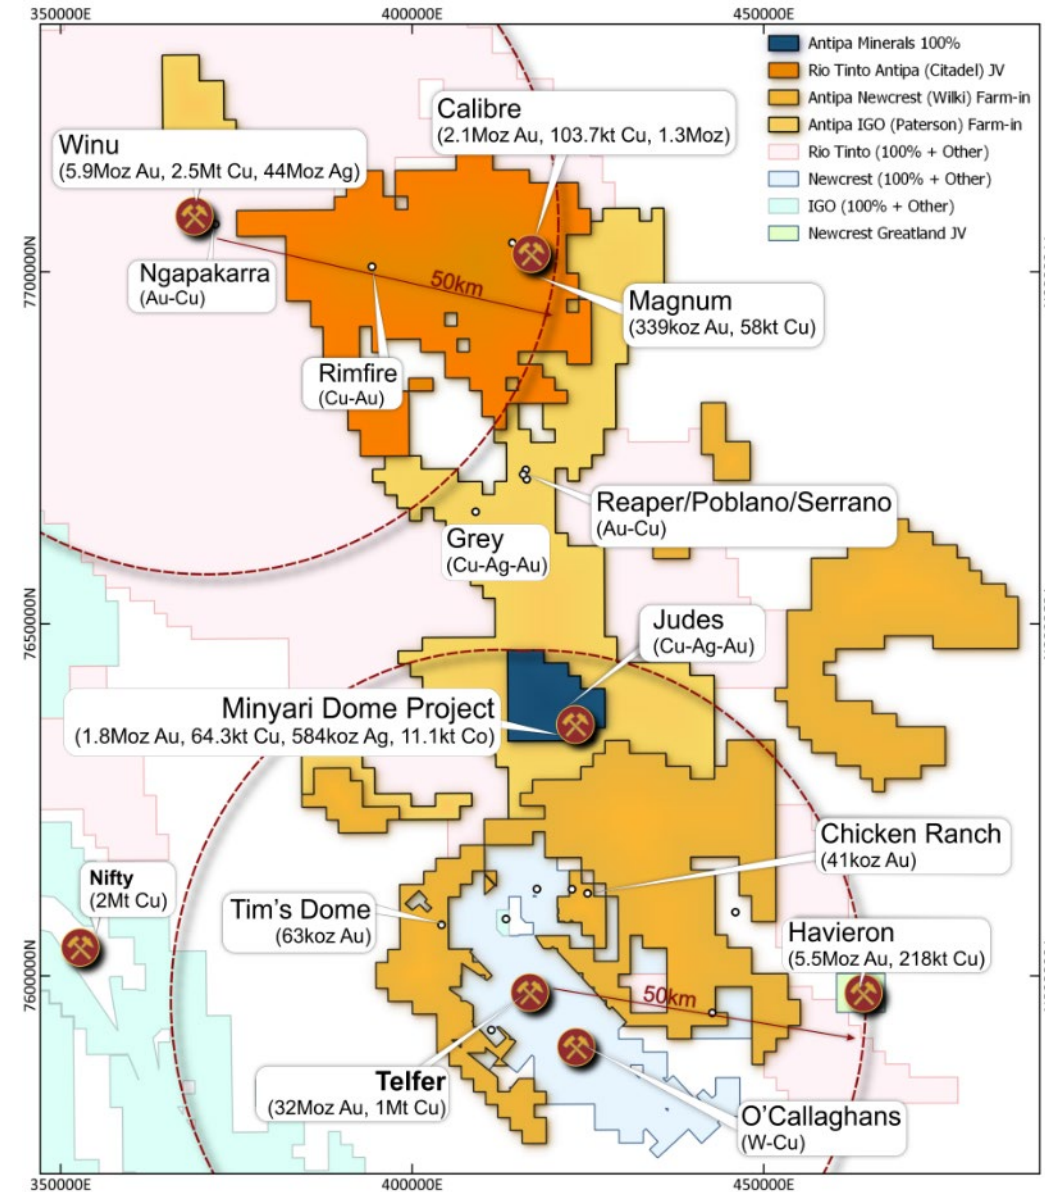 350000E
400000E
450000E
Antipa Minerals 100%
Rio Tinto Antipa (Citadel) JV
Antipa Newcrest (Wilki) Farm-in
Antipa IGO (Paterson) Farm-in
Rio Tinto (100% + Other)
Newcrest (100% + Other)
IGO (100% + Other)
Newcrest Greatland JV
Calibre
(2.1Moz Au, 103.7kt Cu, 1.3Moz)
Winu
(5.9Moz Au, 2.5Mt Cu, 44Moz Ag)
7700000N
Ngapakarra
(Au-Cu)
50km
Magnum
(339koz Au, 58kt Cu)
Rimfire
(Cu-Au)
Reaper/Poblano/Serrano
(Au-Cu)
Grey
(Cu-Ag-Au)
7650000N
Judes
(Cu-Ag-Au)
Minyari Dome Project
(1.8Moz Au, 64.3kt Cu, 584koz Ag, 11.1kt Co)
Chicken Ranch
(41koz Au)
Nifty
(2Mt Cu)
Tim's Dome
(63koz Au)
Havieron
(5.5Moz Au, 218kt Cu)
7600000N
50km
Telfer
(32Moz Au, 1Mt Cu)
O'Callaghans
(W-Cu)
350000E
400000E
450000E